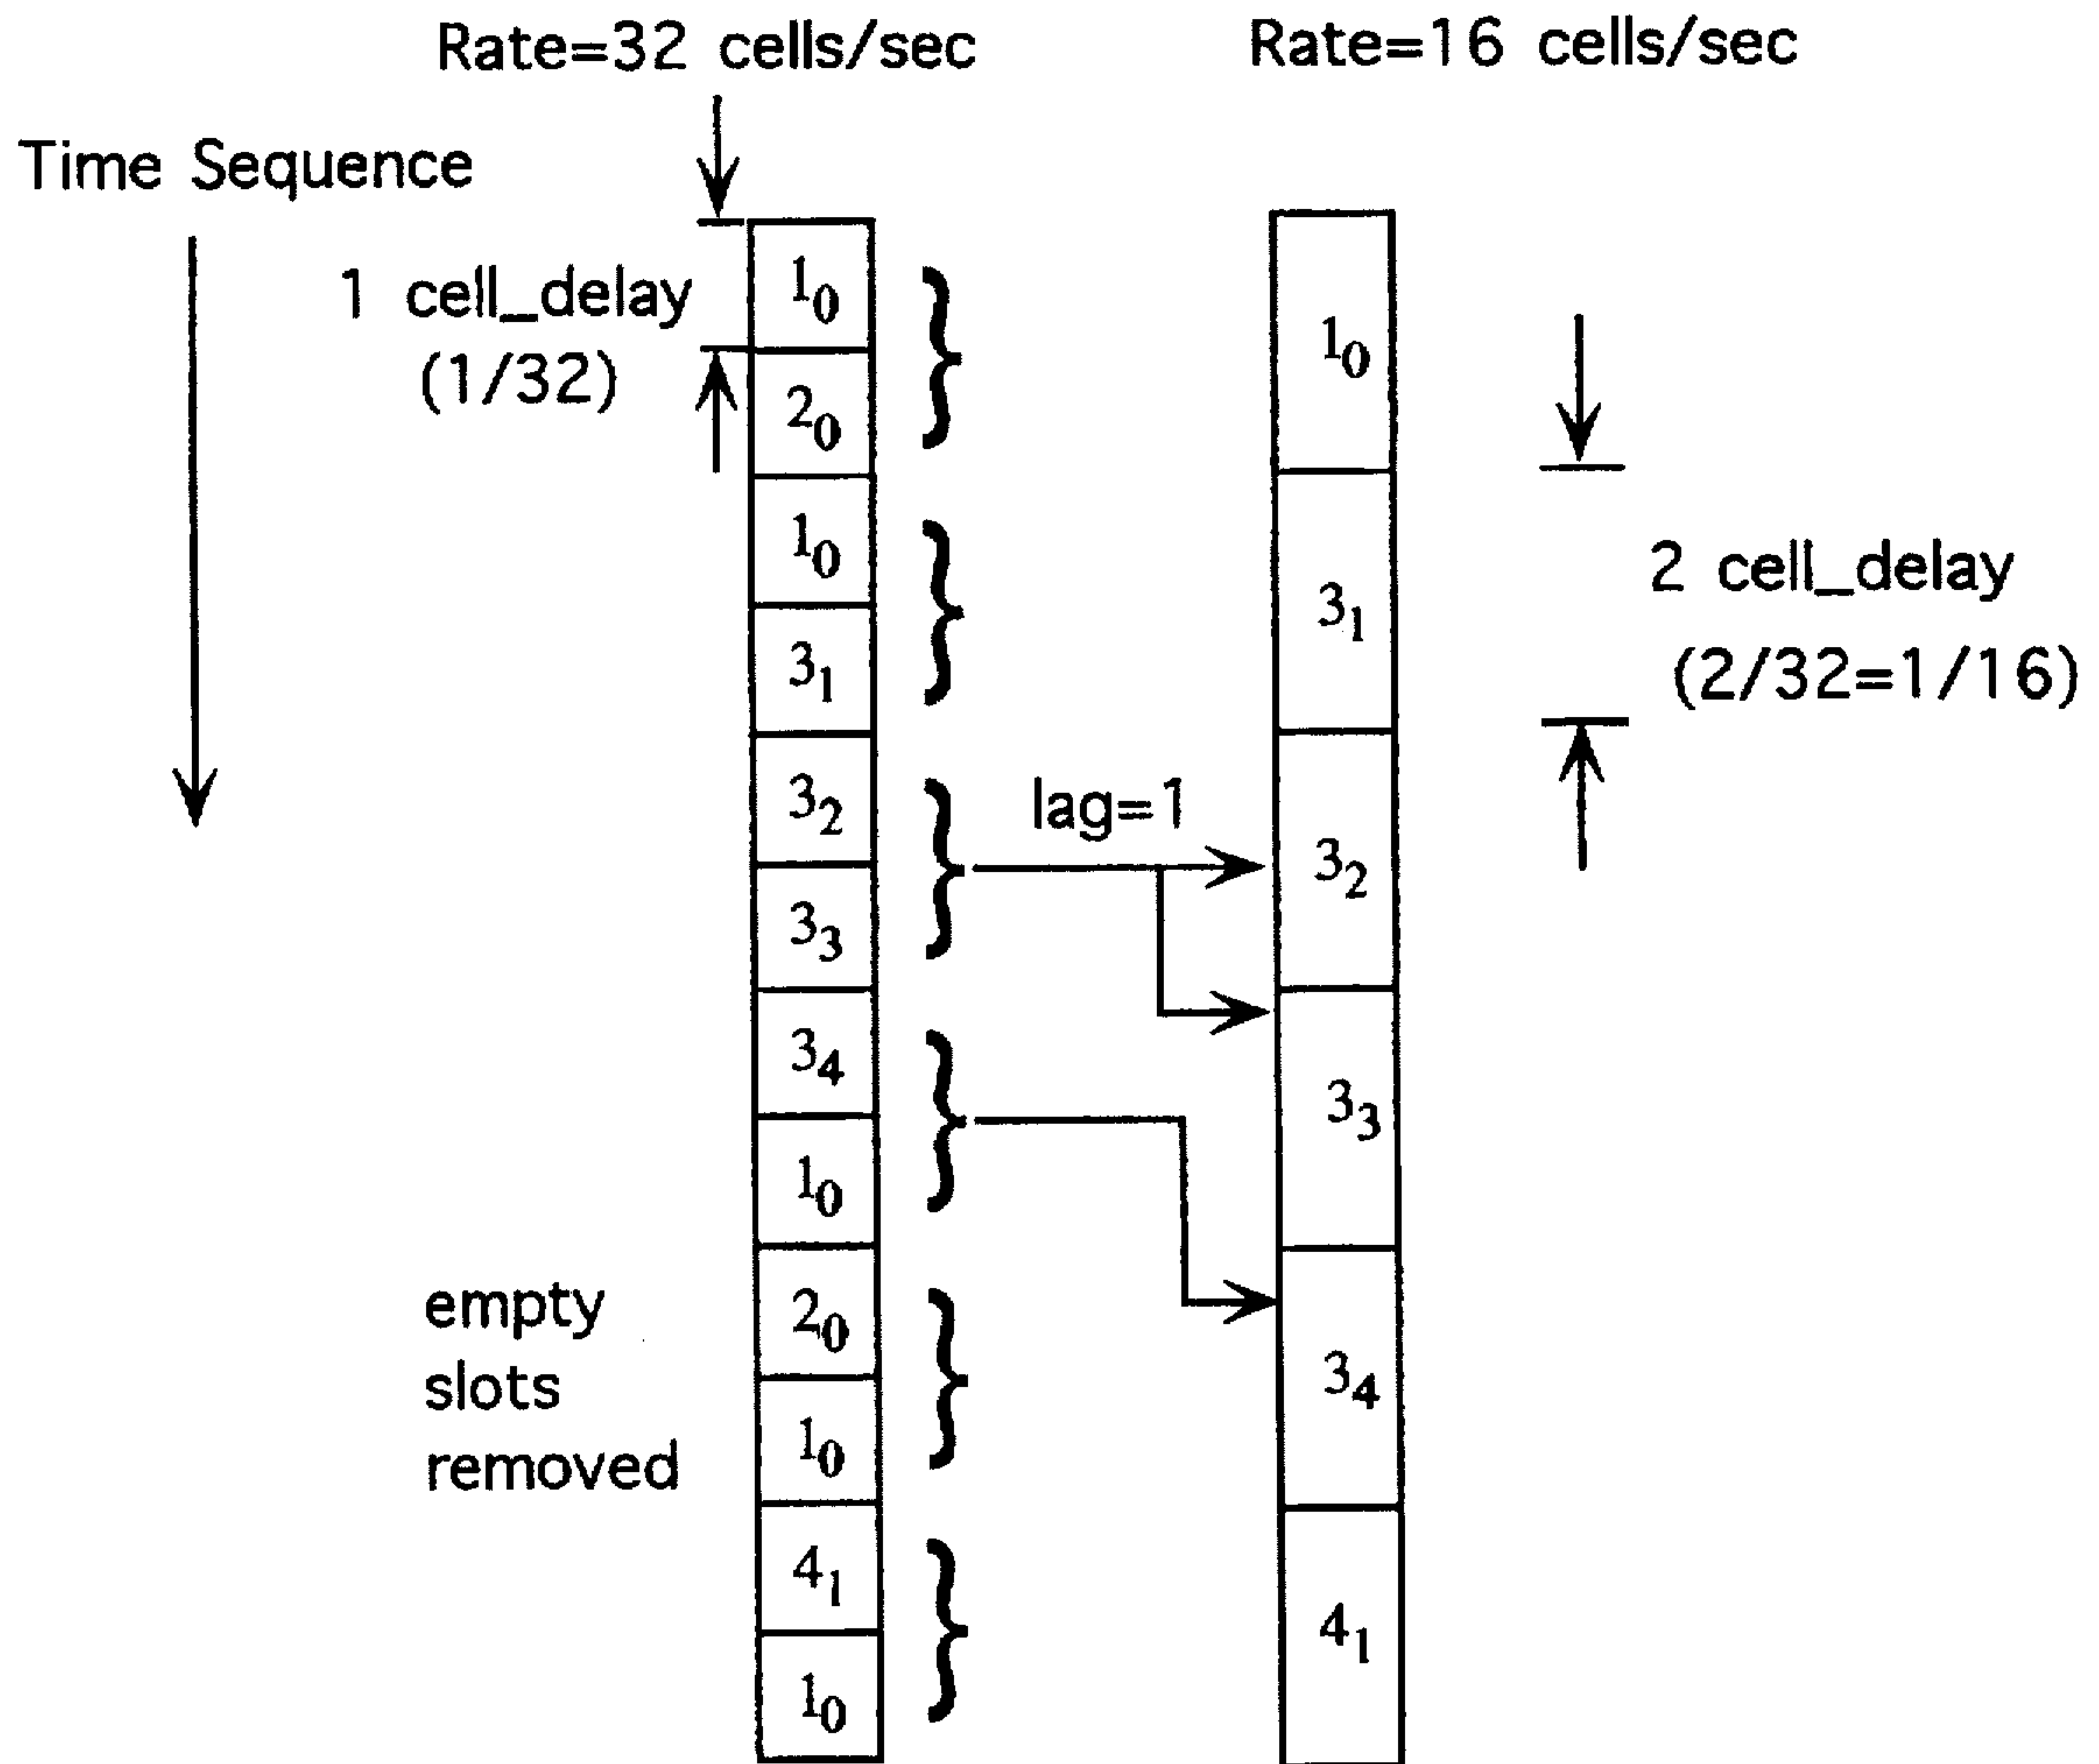 Rate=32 cells/sec
Rate=16 cells/sec
Time Sequence
1 cell_delay
(1/32)
1₀
2₀
1₀
3₁
3₂
3₃
3₄
1₀
2₀
1₀
4₁
1₀
empty
slots
removed
lag=1
1₀
3₁
3₂
3₃
3₄
4₁
2 cell_delay
(2/32=1/16)